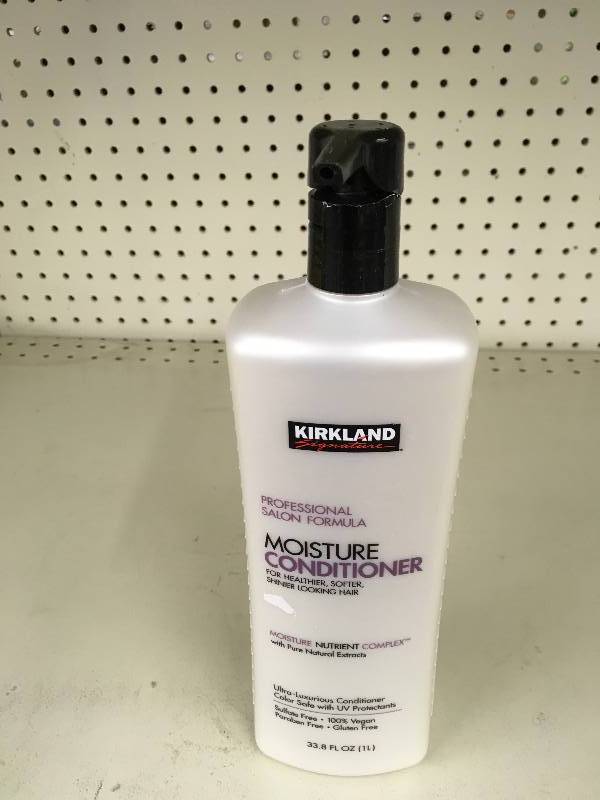 KIRKLAND
Signature
PROFESSIONAL
SALON FORMULA
MOISTURE
CONDITIONER
FOR HEALTHIER, SOFTER,
SHINIER LOOKING HAIR
MOISTURE NUTRIENT COMPLEX™
with Pure Natural Extracts
Ultra-Luxurious Conditioner
Color Safe with UV Protectants
Sulfate Free • 100% Vegan
Paraben Free • Gluten Free
33.8 FL OZ (1L)